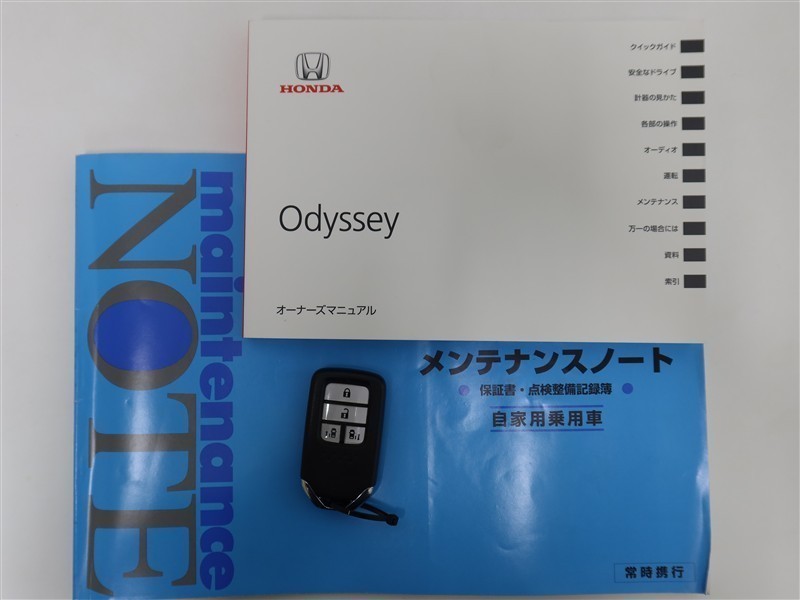 HONDA
Odyssey
オーナーズマニュアル
クイックガイド
安全なドライブ
計器の見かた
各部の操作
オーディオ
運転
メンテナンス
万一の場合には
資料
索引
maintenance
NOTE
メンテナンスノート
保証書・点検整備記録簿
自家用乗用車
常時携行